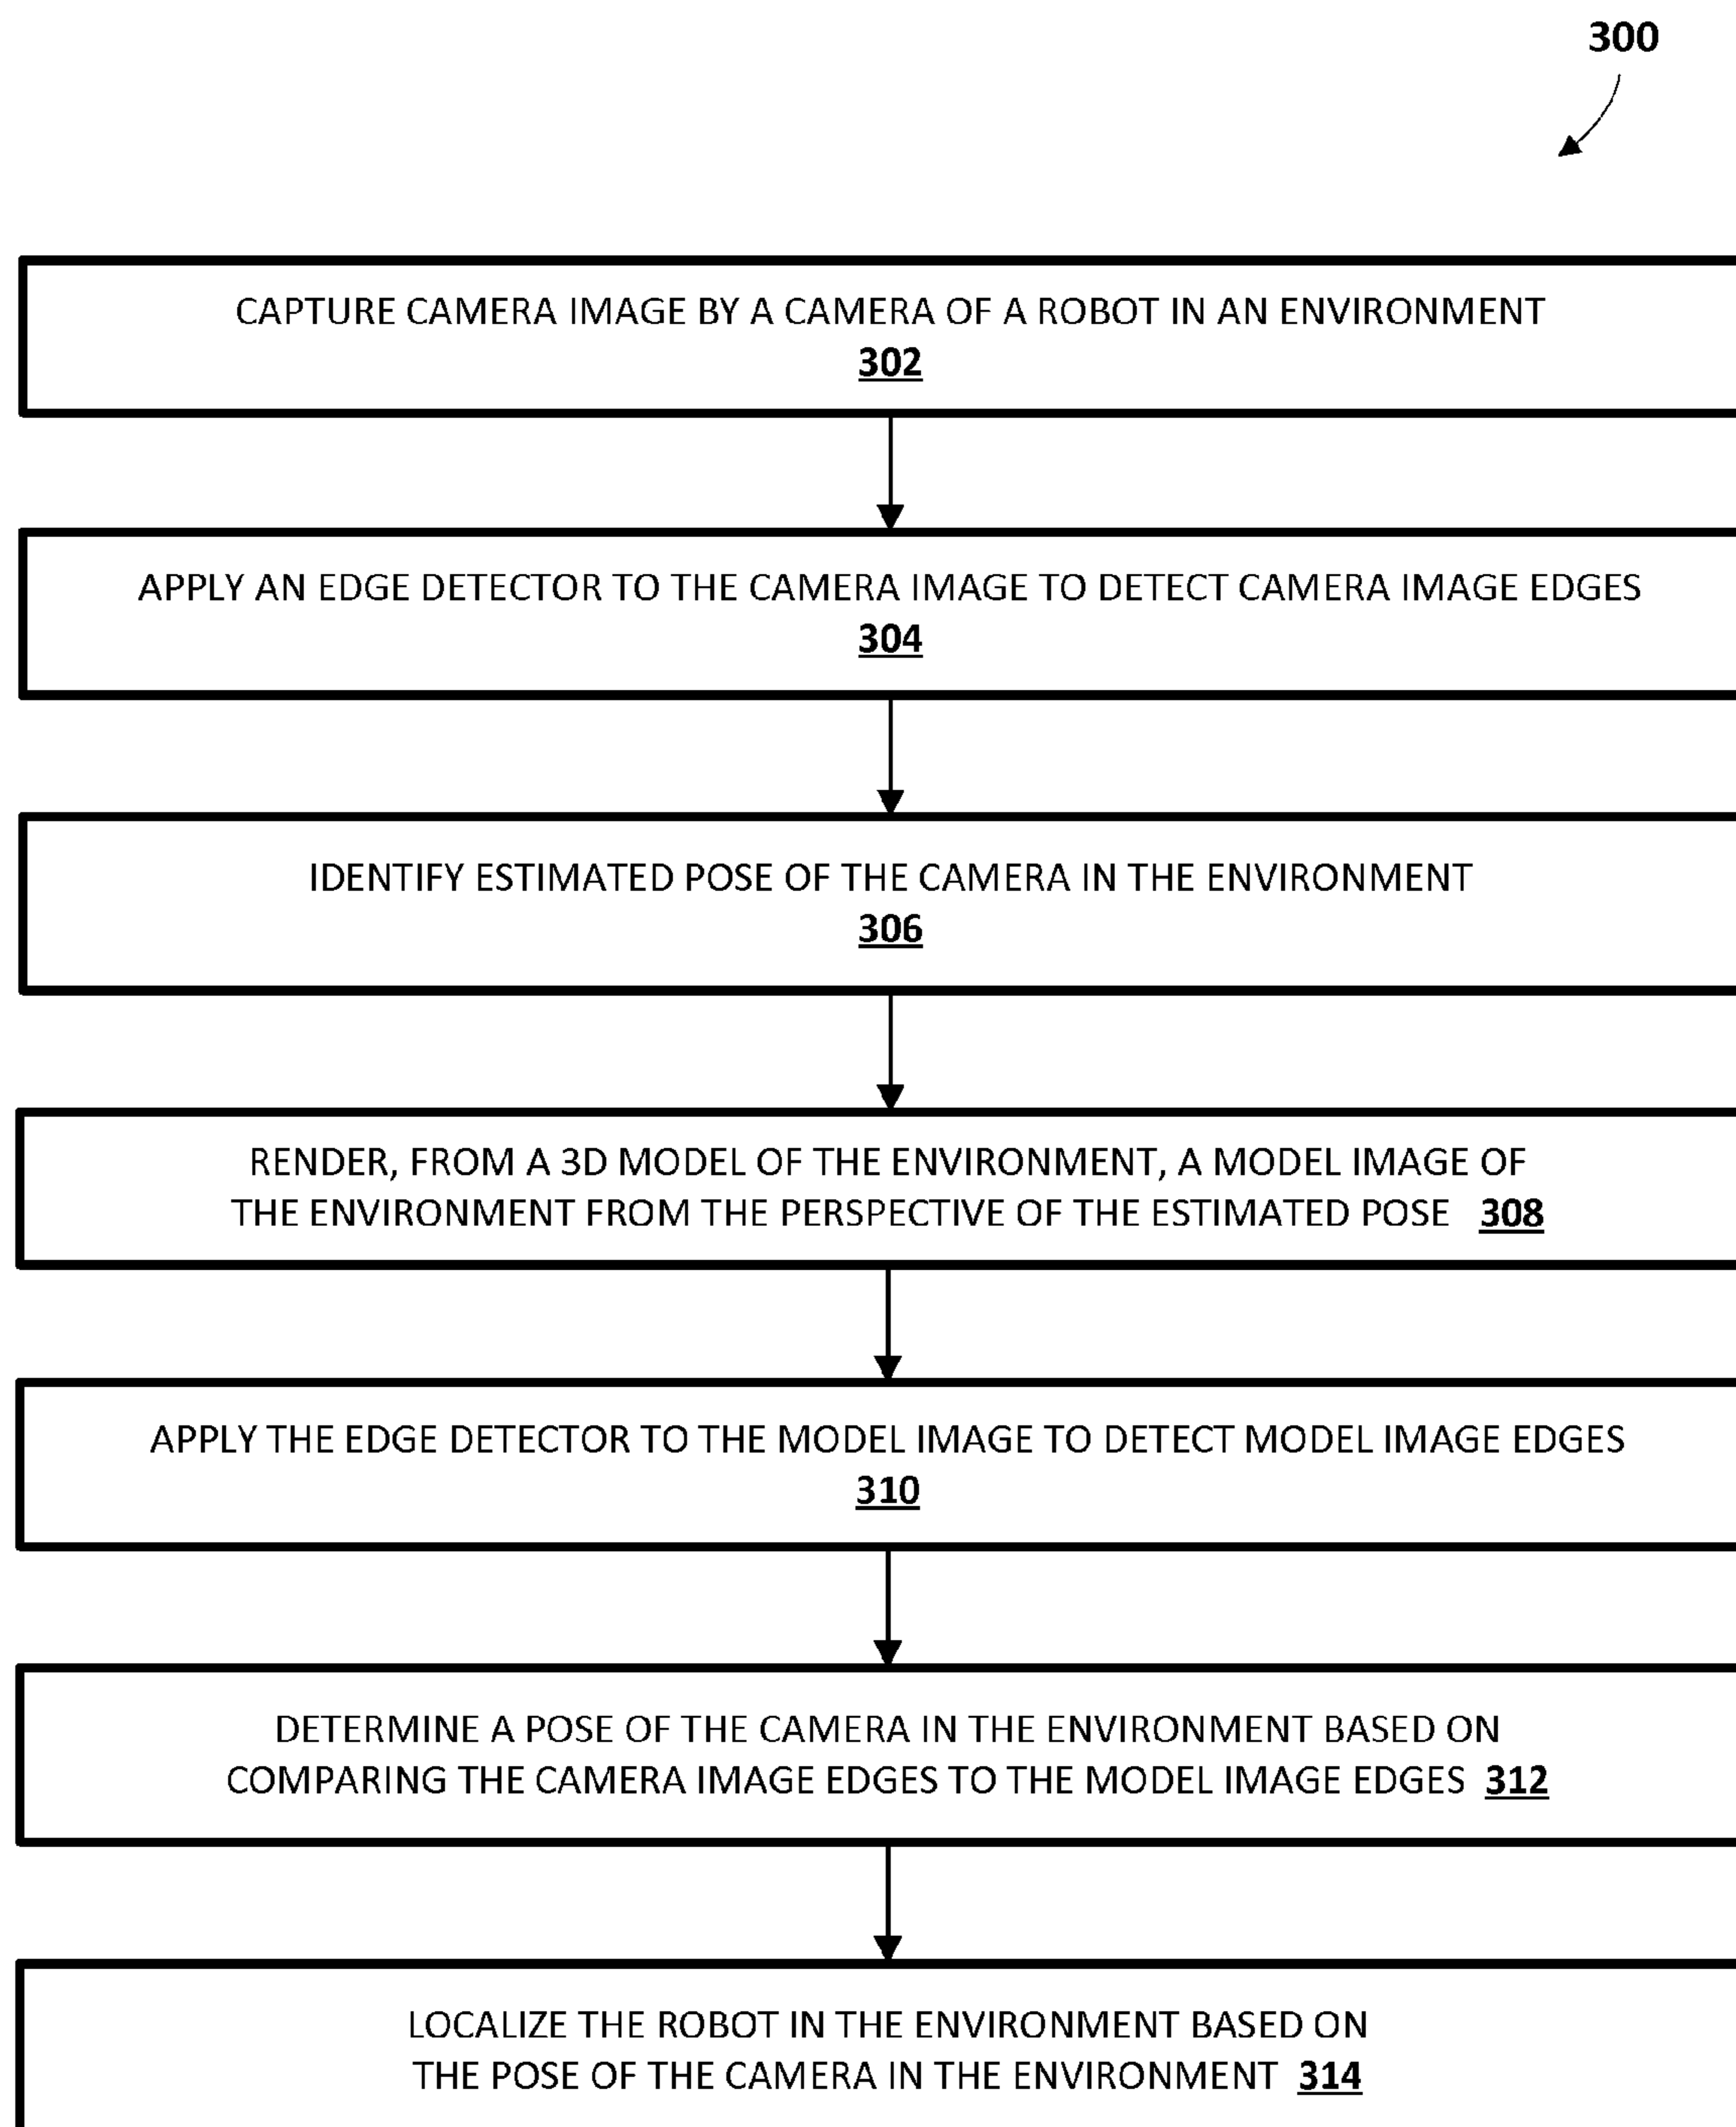 300
CAPTURE CAMERA IMAGE BY A CAMERA OF A ROBOT IN AN ENVIRONMENT
302
APPLY AN EDGE DETECTOR TO THE CAMERA IMAGE TO DETECT CAMERA IMAGE EDGES
304
IDENTIFY ESTIMATED POSE OF THE CAMERA IN THE ENVIRONMENT
306
RENDER, FROM A 3D MODEL OF THE ENVIRONMENT, A MODEL IMAGE OF
THE ENVIRONMENT FROM THE PERSPECTIVE OF THE ESTIMATED POSE 308
APPLY THE EDGE DETECTOR TO THE MODEL IMAGE TO DETECT MODEL IMAGE EDGES
310
DETERMINE A POSE OF THE CAMERA IN THE ENVIRONMENT BASED ON
COMPARING THE CAMERA IMAGE EDGES TO THE MODEL IMAGE EDGES 312
LOCALIZE THE ROBOT IN THE ENVIRONMENT BASED ON
THE POSE OF THE CAMERA IN THE ENVIRONMENT 314